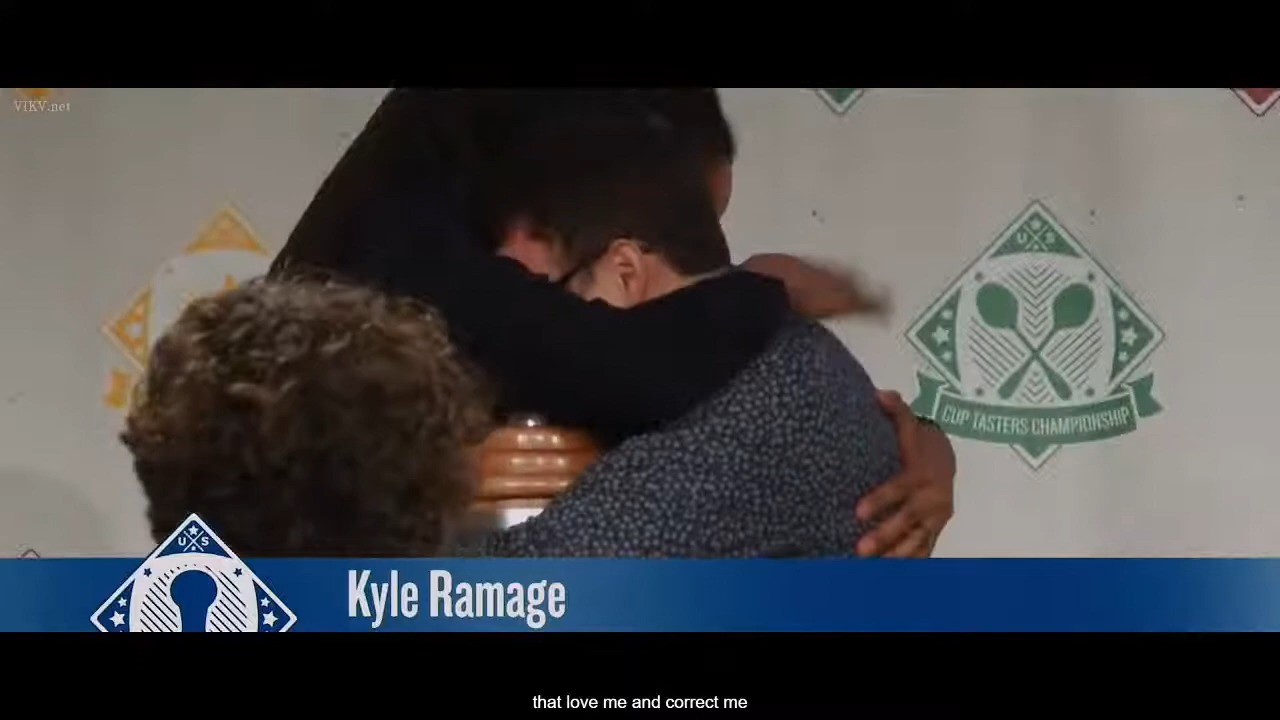 VIKV.net
U S
CUP TASTERS CHAMPIONSHIP
U S
Kyle Ramage
that love me and correct me